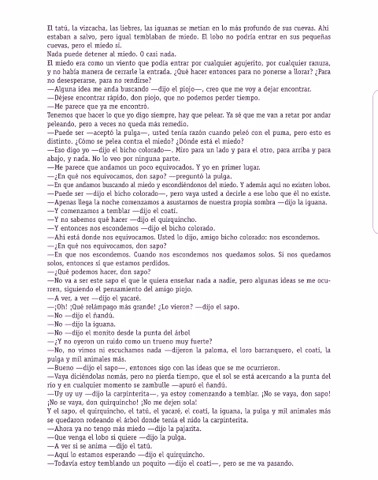 El tatú, la vizcacha, las liebres, las iguanas se metían en lo más profundo de sus cuevas. Ahí
estaban a salvo, pero igual temblaban de miedo. El lobo no podría entrar en sus pequeñas
cuevas, pero el miedo sí.
Nada puede detener al miedo. O cazi nada.
El miedo era como un viento que podía entrar por cualquier agujerito, por cualquier ranura,
y no había manera de cerrarle la entrada. ¿Qué hacer entonces para no ponerse a llorar? ¿Para
no desesperarse, para no rendirse?
—Alguna idea me anda buscando —dijo el piojo—, creo que me voy a dejar encontrar.
—Déjese encontrar rápido, don piojo, que no podemos perder tiempo.
—Me parece que ya me encontró.
Tenemos que hacer lo que yo digo siempre, hay que pelear. Ya sé que me van a retar por andar
peleando, pero a veces no queda más remedio.
—Puede ser —aceptó la pulga—, usted tenía razón cuando peleó con el puma, pero esto es
distinto. ¿Cómo se pelea contra el miedo? ¿Dónde está el miedo?
—Eso digo yo —dijo el bicho colorado—. Miro para un lado y para el otro, para arriba y para
abajo, y nada. No lo veo por ninguna parte.
—Me parece que andamos un poco equivocados. Y yo en primer lugar.
—¿En qué nos equivocamos, don sapo? —preguntó la pulga.
—En que andamos buscando al miedo y escondiéndonos del miedo. Y además aquí no existen lobos.
—Puede ser —dijo el bicho colorado—, pero vaya usted a decirle a ese lobo que él no existe.
—Apenas llega la noche comenzamos a asustarnos de nuestra propia sombra —dijo la iguana.
—Y comenzamos a temblar —dijo el coatí.
—Y no sabemos qué hacer —dijo el quirquincho.
—Y entonces nos escondemos —dijo el bicho colorado.
—Ahí está donde nos equivocamos. Usted lo dijo, amigo bicho colorado: nos escondemos.
—¿En qué nos equivocamos, don sapo?
—En que nos escondemos. Cuando nos escondemos nos quedamos solos. Si nos quedamos
solos, entonces sí que estamos perdidos.
—¿Qué podemos hacer, don sapo?
—No va a ser este sapo el que le quiera enseñar nada a nadie, pero algunas ideas se me ocu-
rren, siguiendo el pensamiento del amigo piojo.
—A ver, a ver —dijo el yacaré.
—¡Oh! ¡Qué relámpago más grande! ¿Lo vieron? —dijo el sapo.
—No —dijo el ñandú.
—No —dijo la iguana.
—No —dijo el monito desde la punta del árbol
—¿Y no oyeron un ruido como un trueno muy fuerte?
—No, no vimos ni escuchamos nada —dijeron la paloma, el loro barranquero, el coatí, la
pulga y mil animales más.
—Bueno —dijo el sapo—, entonces sigo con las ideas que se me ocurrieron.
—Vaya diciéndolas nomás, pero no pierda tiempo, que el sol se está acercando a la punta del
río y en cualquier momento se zambulle —apuró el ñandú.
—Uy uy uy —dijo la carpinterita—, ya estoy comenzando a temblar. ¡No se vaya, don sapo!
¡No se vaya, don quirquincho! ¡No me dejen sola!
Y el sapo, el quirquincho, el tatú, el yacaré, el coatí, la iguana, la pulga y mil animales más
se quedaron rodeando el árbol donde tenía el nido la carpinterita.
—Ahora ya no tengo más miedo —dijo la pajarita.
—Que venga el lobo si quiere —dijo la pulga.
—A ver si se anima —dijo el tatú.
—Aquí lo estamos esperando —dijo el quirquincho.
—Todavía estoy temblando un poquito —dijo el coatí—, pero se me va pasando.